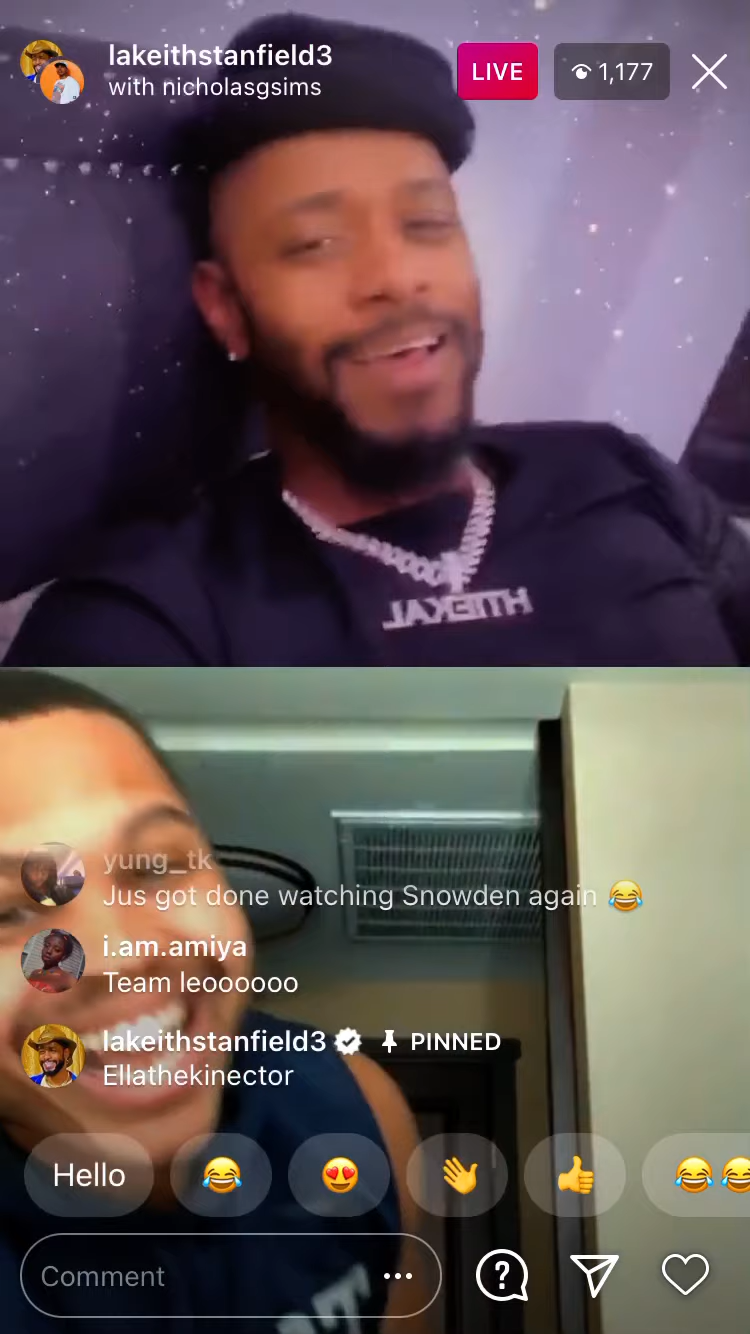 lakeithstanfield3
with nicholasgsims
LIVE
1,177
LAKEITH
yung_tk
Jus got done watching Snowden again 😂
i.am.amiya
Team leoooooo
lakeithstanfield3 PINNED
Ellathekinector
Hello 😂 😍 👋 👍 😂😂
Comment